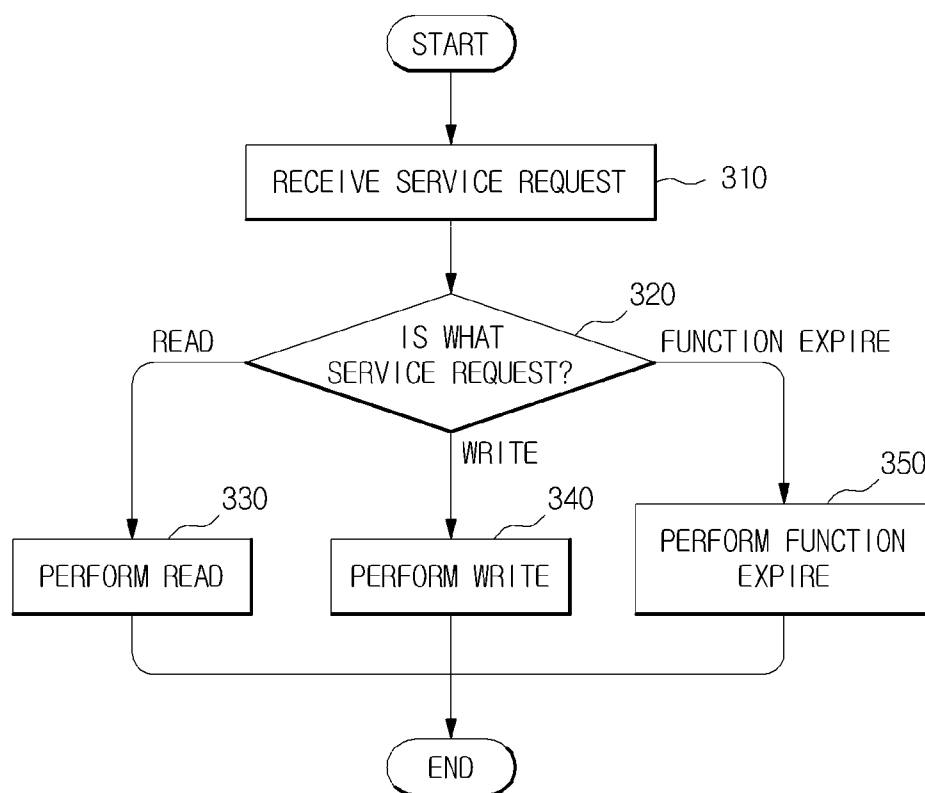 START
RECEIVE SERVICE REQUEST
310
320
IS WHAT
SERVICE REQUEST?
READ
FUNCTION EXPIRE
WRITE
330
340
350
PERFORM READ
PERFORM WRITE
PERFORM FUNCTION
EXPIRE
END